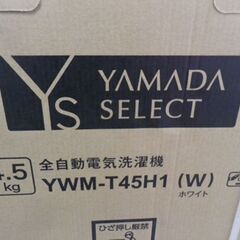 YS YAMADA
SELECT
4.5
kg
全自動電気洗濯機
YWM-T45H1 (W)
ホワイト
ひざ押し厳禁